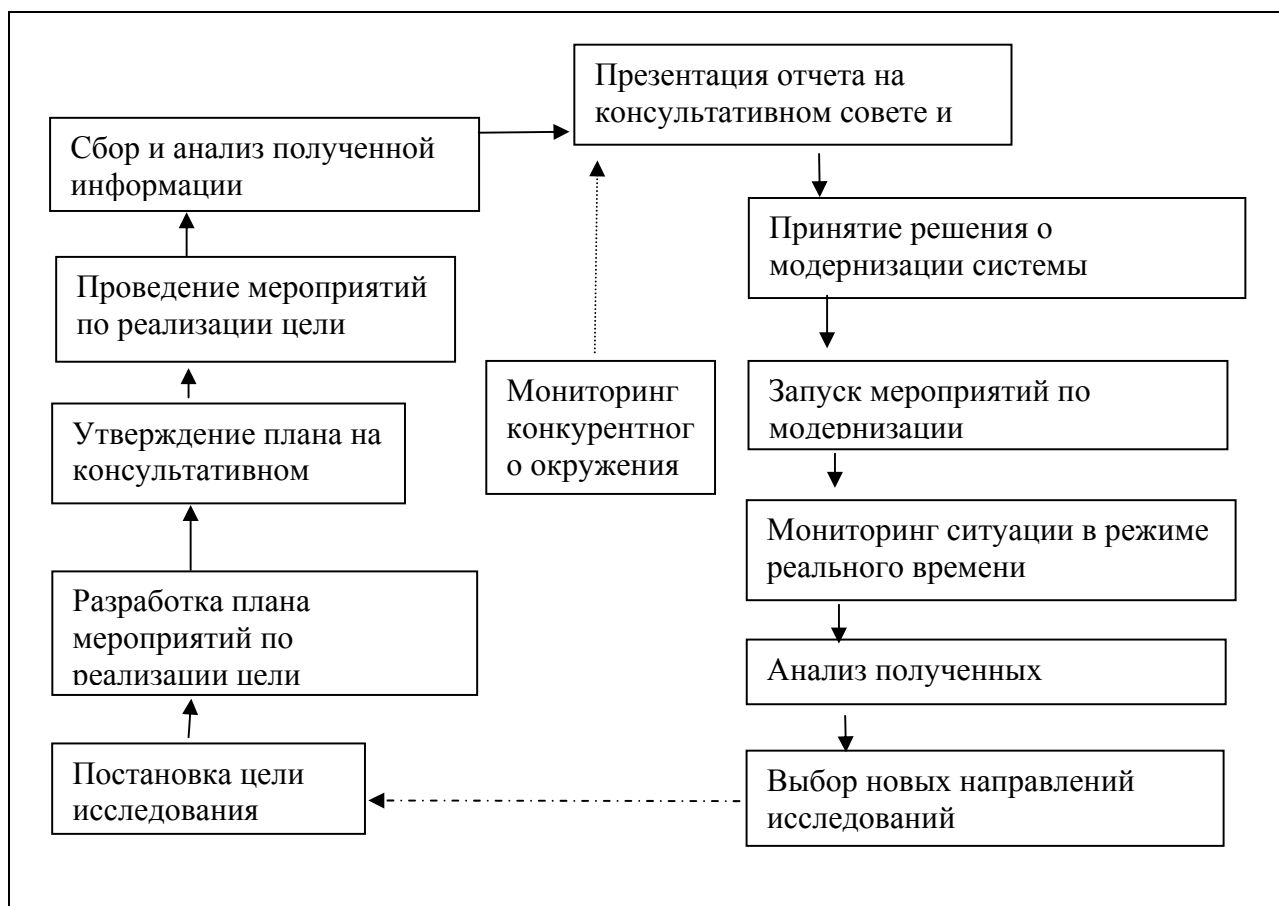 Презентация отчета на
консультативном совете и
Сбор и анализ полученной
информации
Принятие решения о
модернизации системы
Проведение мероприятий
по реализации цели
Мониторинг
конкурентног
о окружения
Запуск мероприятий по
модернизации
Утверждение плана на
консультативном
Мониторинг ситуации в режиме
реального времени
Разработка плана
мероприятий по
реализации цели
Анализ полученных
Постановка цели
исследования
Выбор новых направлений
исследований